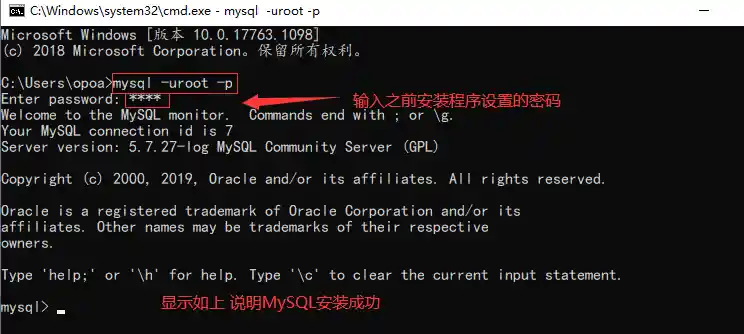 C:\Windows\system32\cmd.exe - mysql -uroot -p
Microsoft Windows [版本 10.0.17763.1098]
(c) 2018 Microsoft Corporation。保留所有权利。
C:\Users\opoa>mysql -uroot -p
Enter password: ****
输入之前安装程序设置的密码
Welcome to the MySQL monitor.  Commands end with ; or \g.
Your MySQL connection id is 7
Server version: 5.7.27-log MySQL Community Server (GPL)
Copyright (c) 2000, 2019, Oracle and/or its affiliates. All rights reserved.
Oracle is a registered trademark of Oracle Corporation and/or its
affiliates. Other names may be trademarks of their respective
owners.
Type 'help;' or '\h' for help. Type '\c' to clear the current input statement.
mysql>
显示如上 说明MySQL安装成功